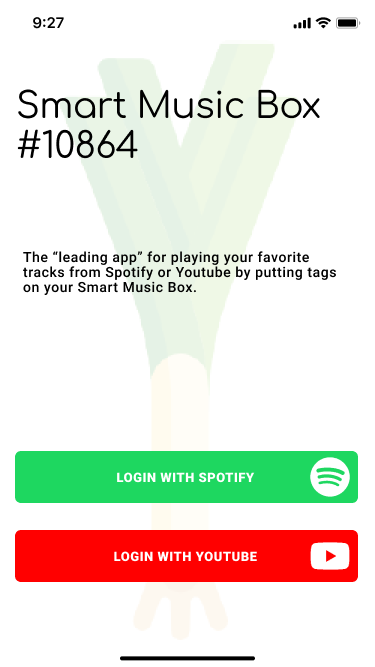 9:27
Smart Music Box
#10864
The “leading app” for playing your favorite
tracks from Spotify or Youtube by putting tags
on your Smart Music Box.
LOGIN WITH SPOTIFY
LOGIN WITH YOUTUBE